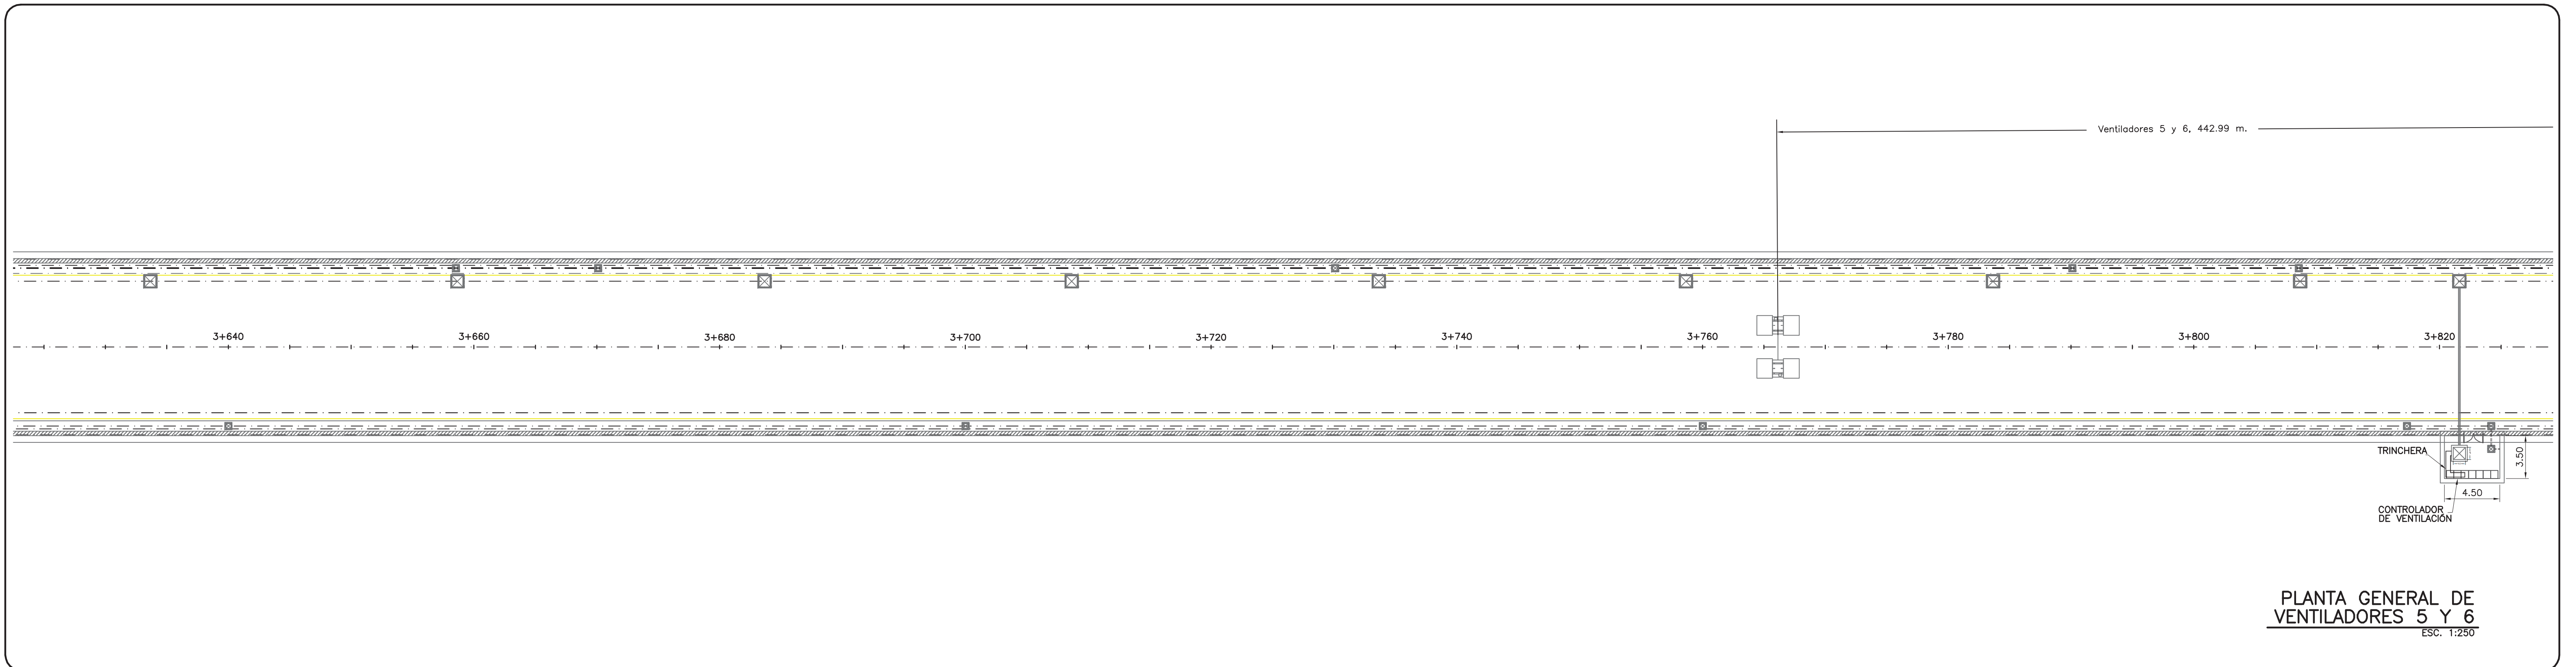 Ventiladores 5 y 6, 442.99 m.
3+640
3+660
3+680
3+700
3+720
3+740
3+760
3+780
3+800
3+820
TRINCHERA
3.50
4.50
CONTROLADOR
DE VENTILACIÓN
PLANTA GENERAL DE
VENTILADORES 5 Y 6
ESC. 1:250